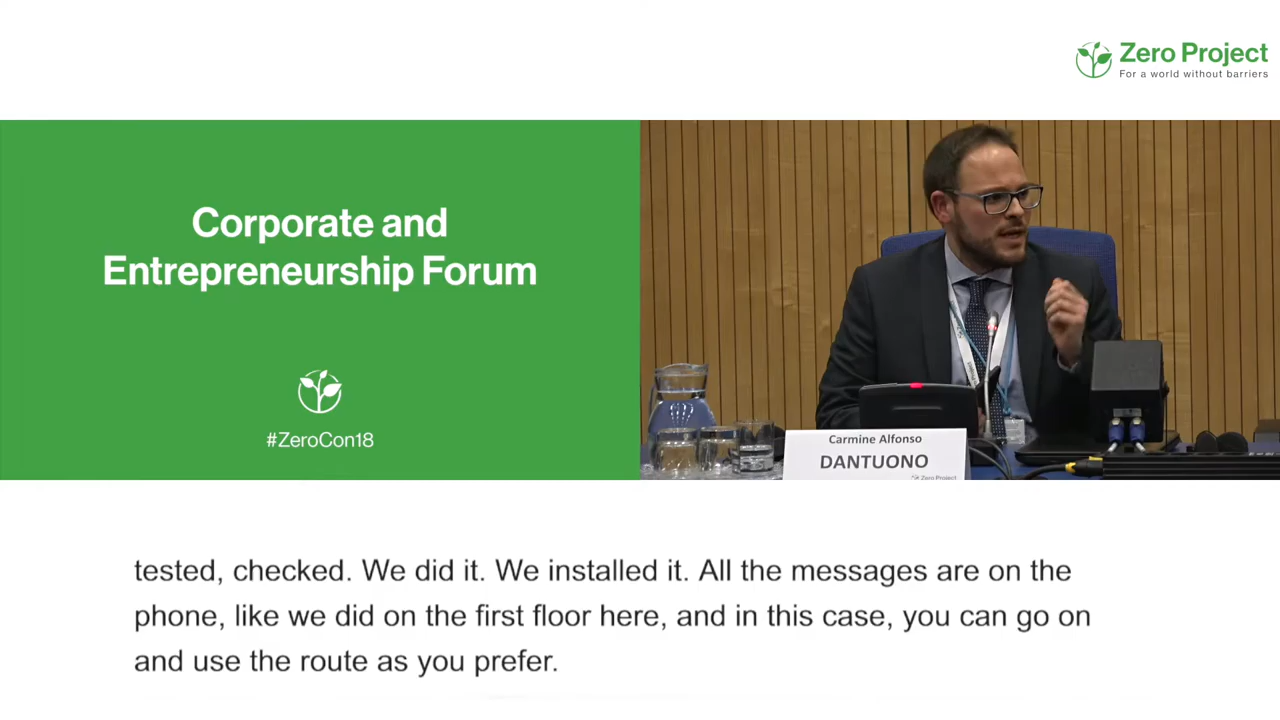 Zero Project
For a world without barriers
Corporate and
Entrepreneurship Forum
#ZeroCon18
Carmine Alfonso
DANTUONO
Zero Project
tested, checked. We did it. We installed it. All the messages are on the
phone, like we did on the first floor here, and in this case, you can go on
and use the route as you prefer.